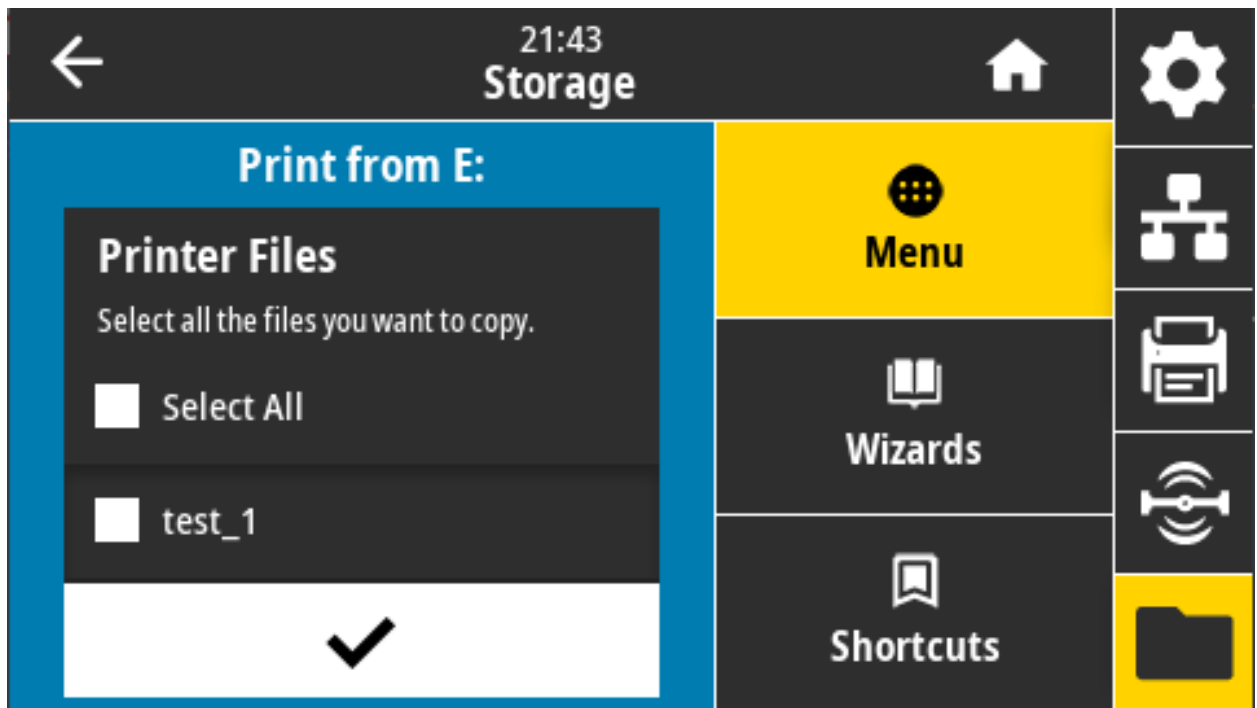 21:43
Storage
Print from E:
Printer Files
Select all the files you want to copy.
Select All
test_1
Menu
Wizards
Shortcuts